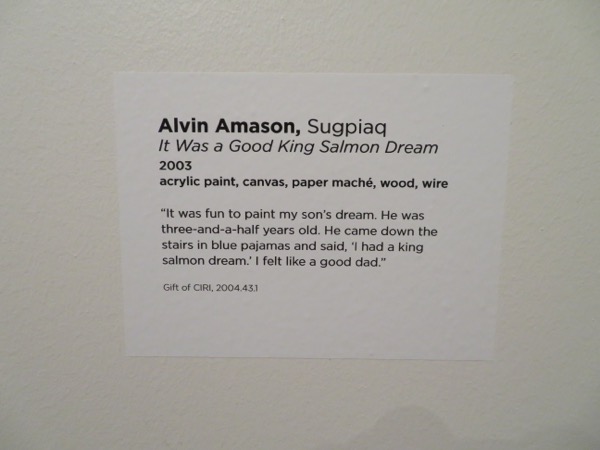 Alvin Amason, Sugpiaq
It Was a Good King Salmon Dream
2003
acrylic paint, canvas, paper maché, wood, wire
“It was fun to paint my son’s dream. He was
three-and-a-half years old. He came down the
stairs in blue pajamas and said, ‘I had a king
salmon dream.’ I felt like a good dad.”
Gift of CIRI, 2004.43.1